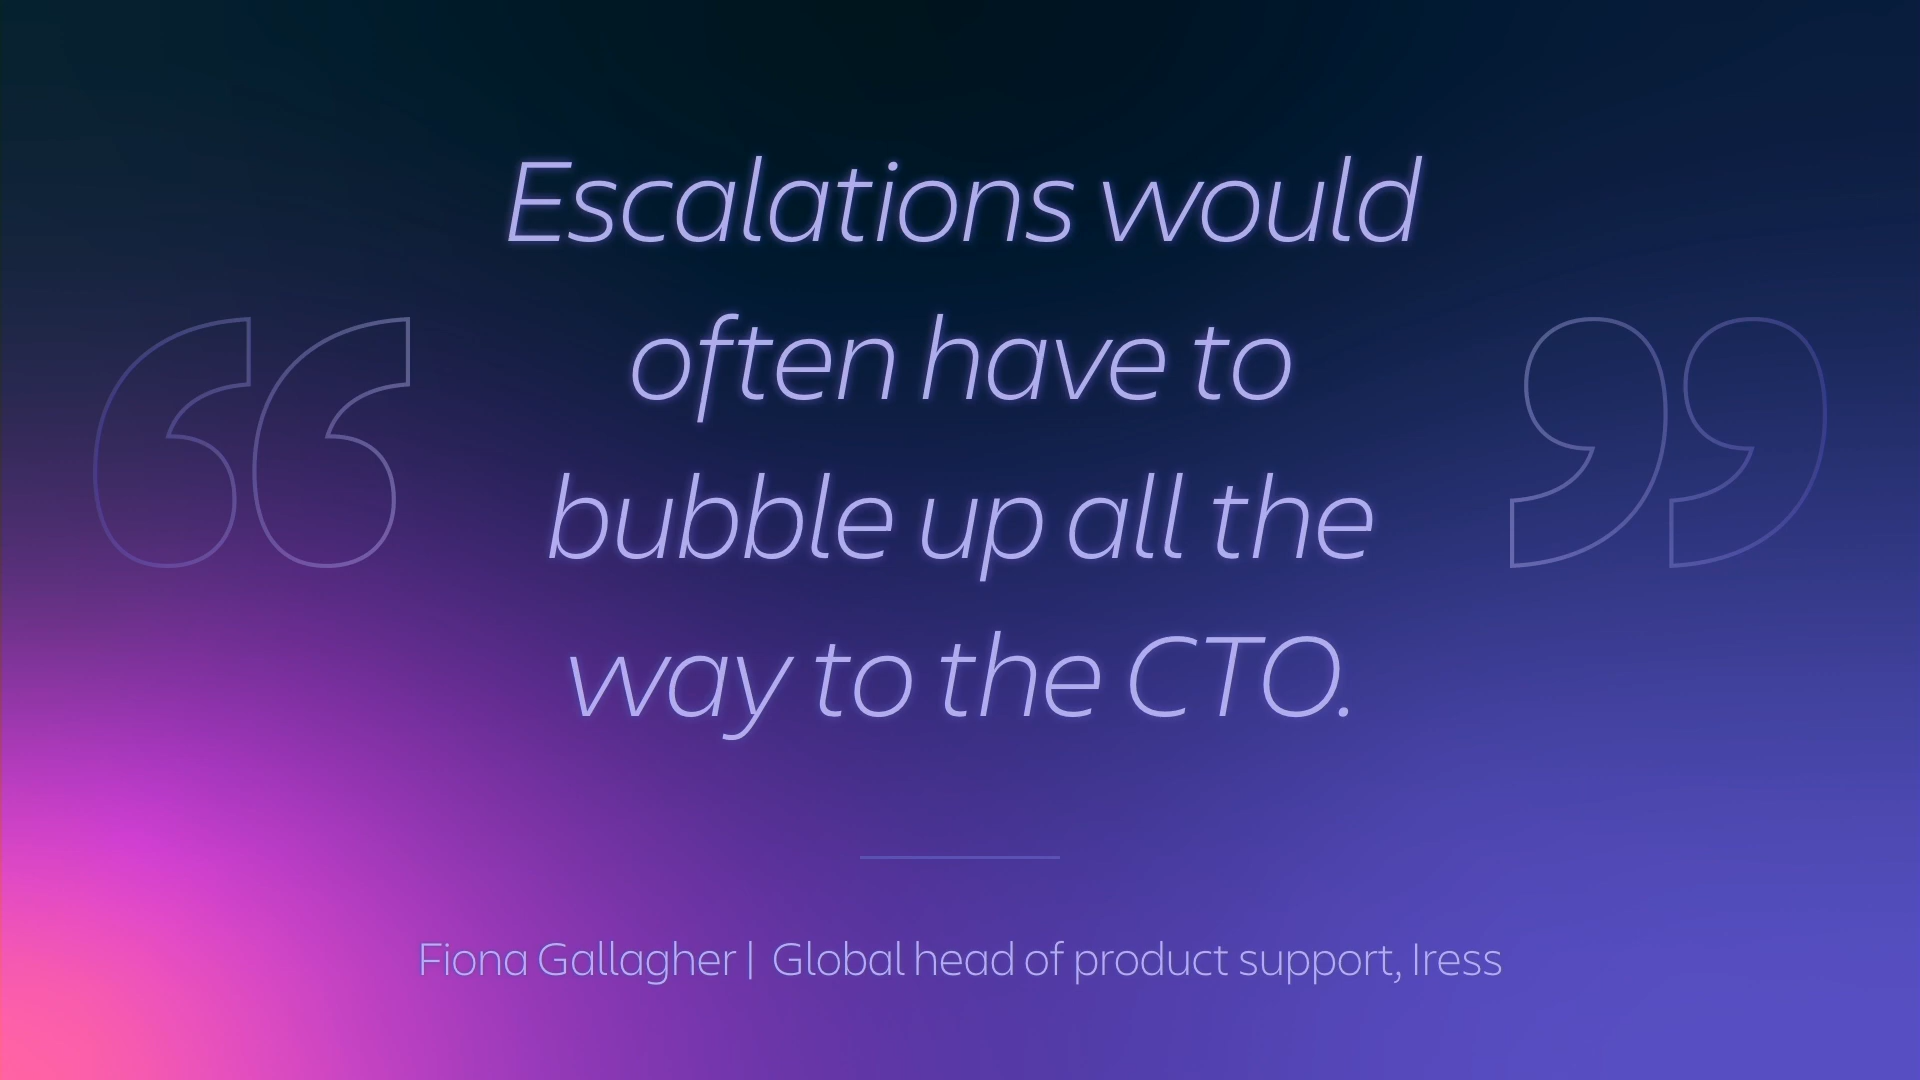 Escalations would
often have to
bubble up all the
way to the CTO.
Fiona Gallagher | Global head of product support, Iress